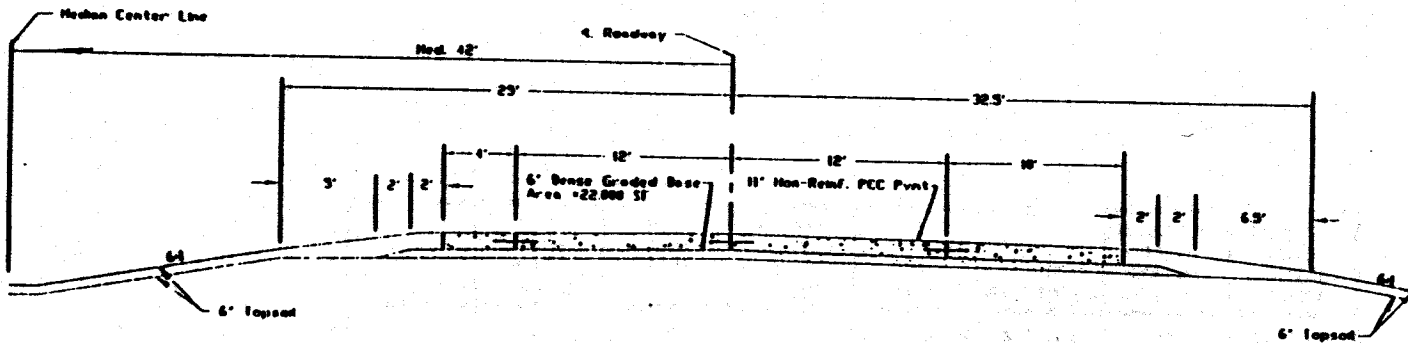 Median Center Line
℄ Roadway
Med. 42'
29'
32.5'
4'
12'
12'
10'
9'
2'
2'
6" Dense Graded Base
Area =22.000 SF
11" Non-Reinf. PCC Pvmt
2'
2'
6.5'
6:1
6:1
6" Topsoil
6" Topsoil